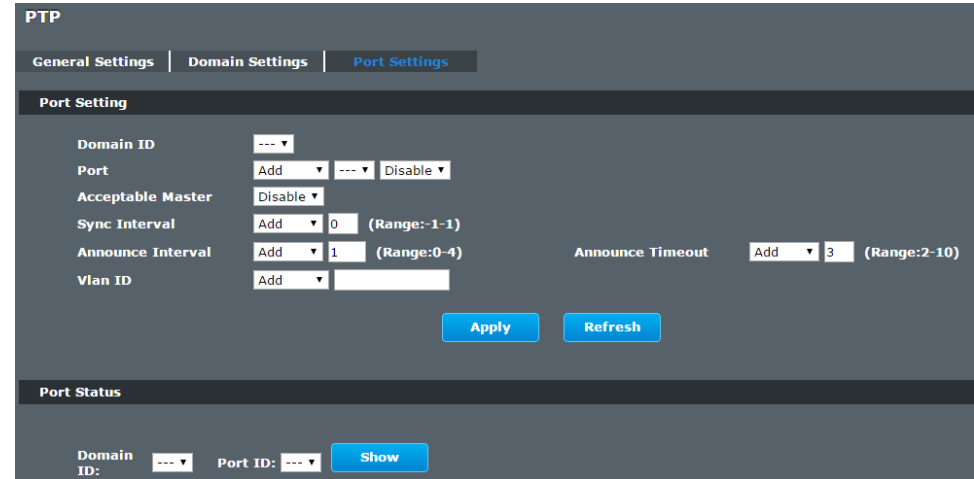 PTP
General Settings Domain Settings Port Settings
Port Setting
Domain ID ---
Port Add --- Disable
Acceptable Master Disable
Sync Interval Add 0 (Range:-1-1)
Announce Interval Add 1 (Range:0-4) Announce Timeout Add 3 (Range:2-10)
Vlan ID Add
Apply Refresh
Port Status
Domain ID: --- Port ID: --- Show